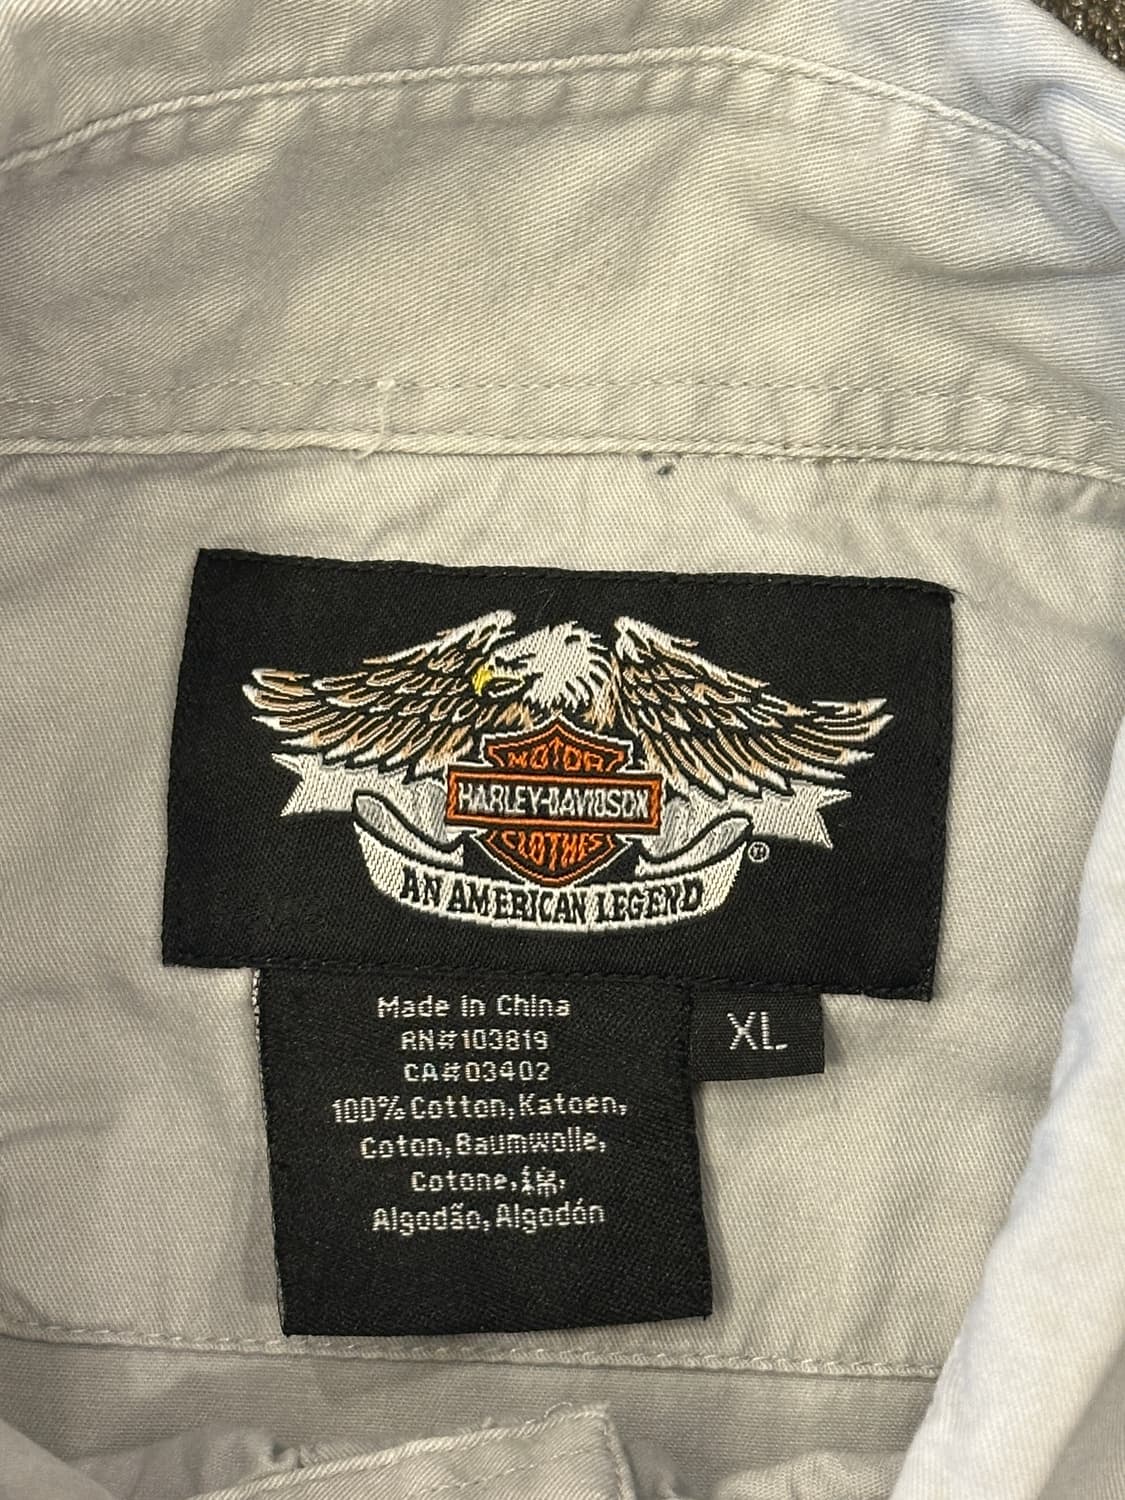 MOTOR
HARLEY-DAVIDSON
CLOTHES
®
AN AMERICAN LEGEND
Made in China
RN#103819
CA#03402
100% Cotton, Katoen,
Coton, Baumwolle,
Cotone,
Algodão, Algodón
XL